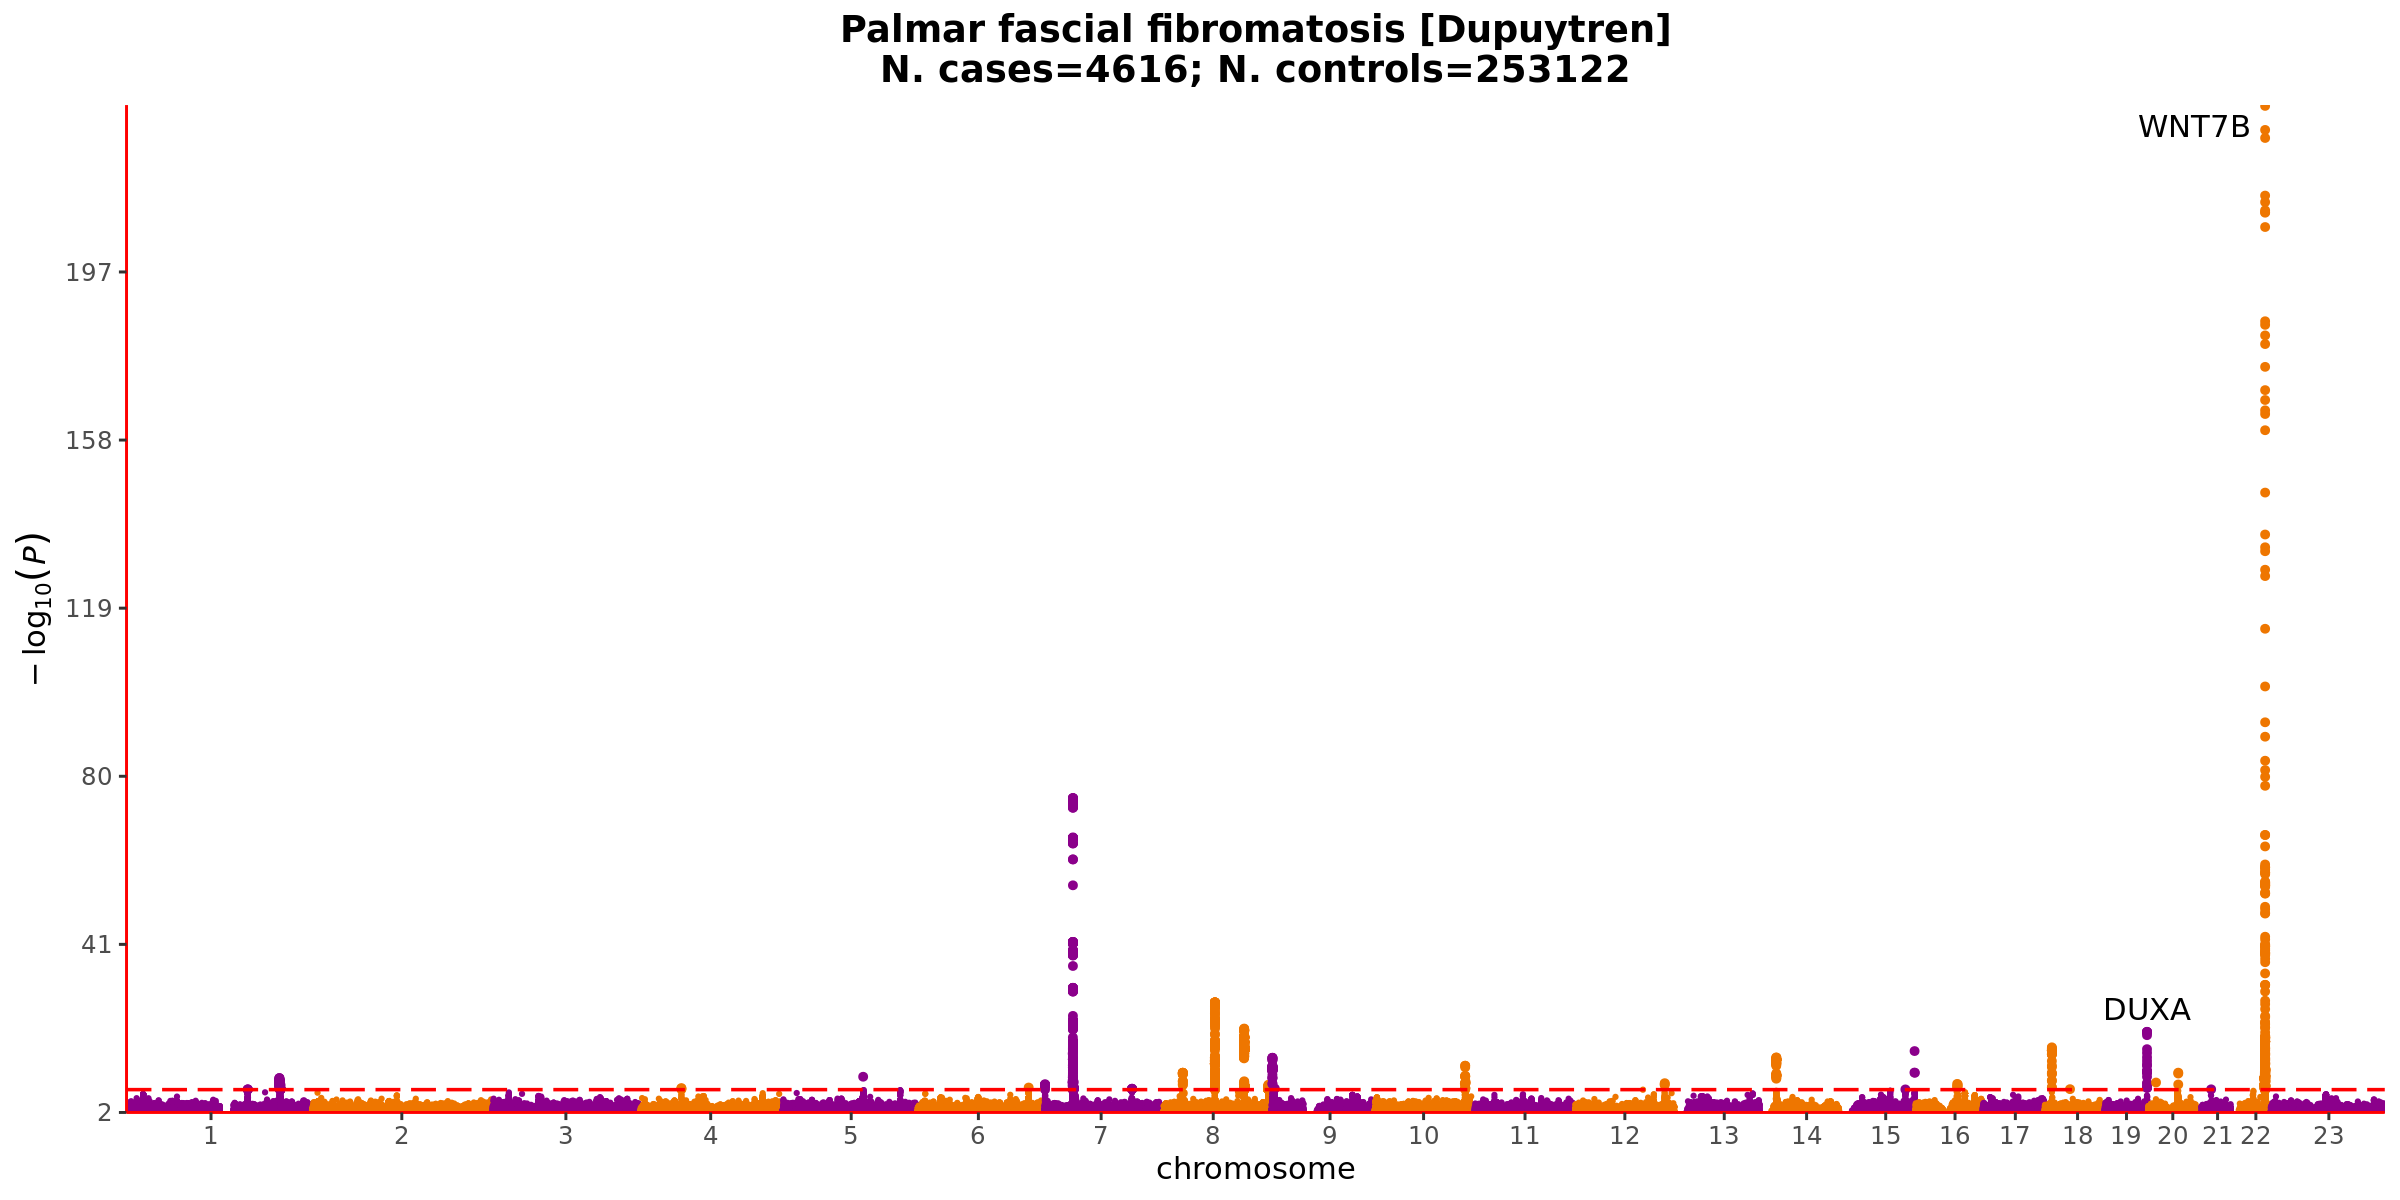 Palmar fascial fibromatosis [Dupuytren]
N. cases=4616; N. controls=253122
WNT7B
197
158
119
80
41
2
−log10(P)
DUXA
1 2 3 4 5 6 7 8 9 10 11 12 13 14 15 16 17 18 19 20 21 22 23
chromosome